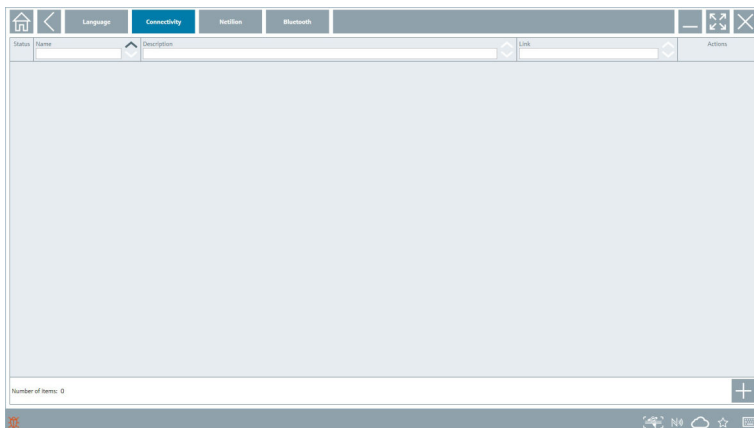 Language Connectivity Netilion Bluetooth
Status Name Description Link Actions
Number of items: 0